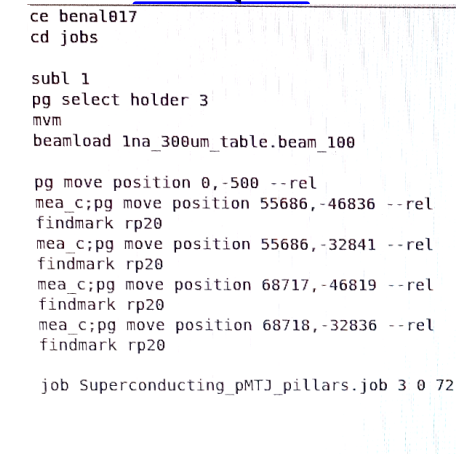 ce benal017
cd jobs
subl 1
pg select holder 3
mvm
beamload 1na_300um_table.beam_100
pg move position 0,-500 --rel
mea_c;pg move position 55686,-46836 --rel
findmark rp20
mea_c;pg move position 55686,-32841 --rel
findmark rp20
mea_c;pg move position 68717,-46819 --rel
findmark rp20
mea_c;pg move position 68718,-32836 --rel
findmark rp20
job Superconducting_pMTJ_pillars.job 3 0 72